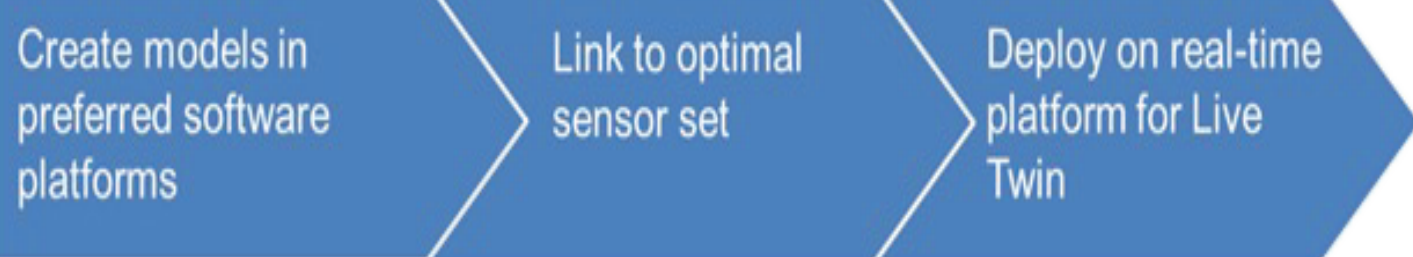 Create models in
preferred software
platforms
Link to optimal
sensor set
Deploy on real-time
platform for Live
Twin